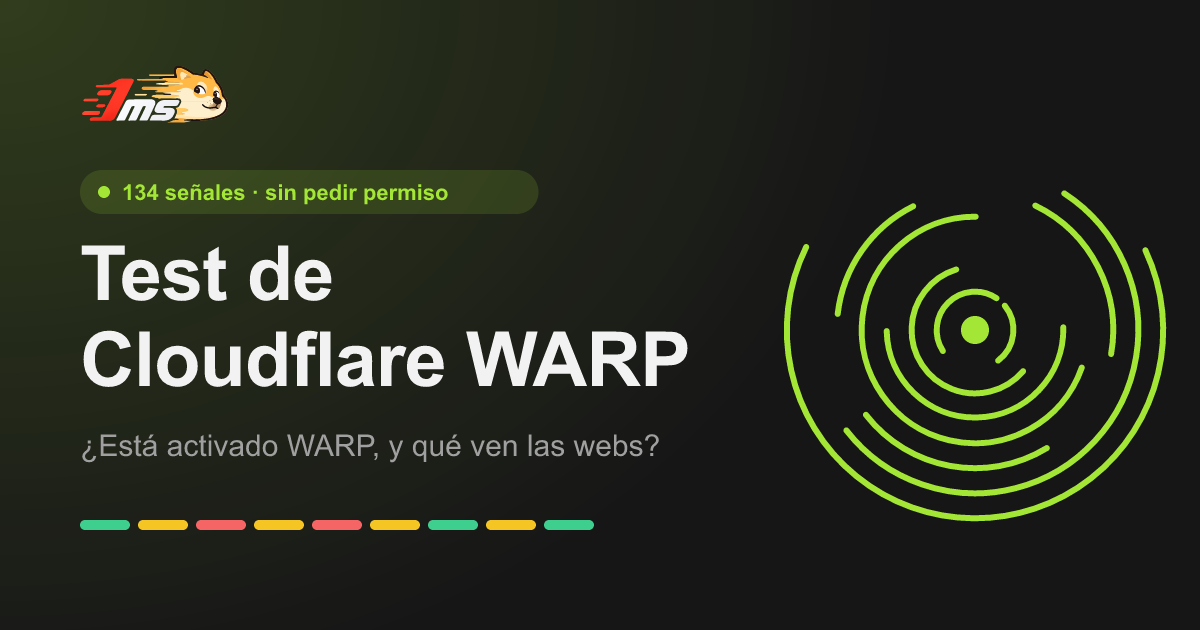 1ms
134 señales · sin pedir permiso
Test de
Cloudflare WARP
¿Está activado WARP, y qué ven las webs?